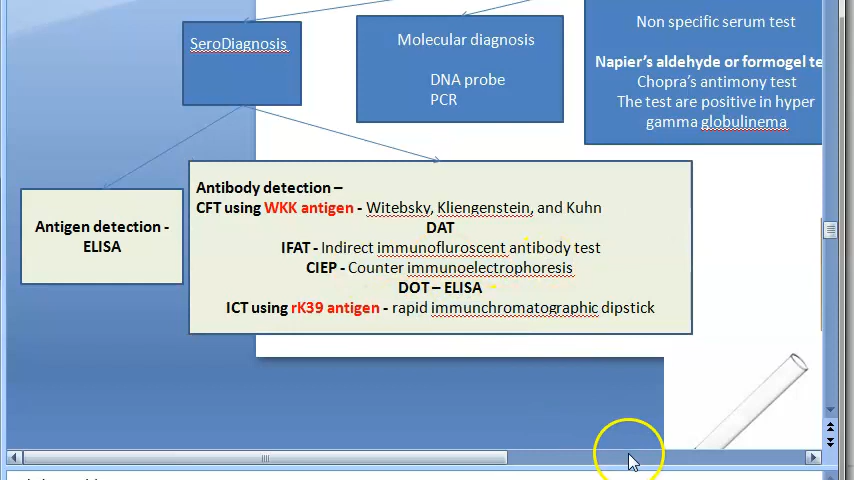 SeroDiagnosis
Molecular diagnosis
DNA probe
PCR
Non specific serum test
Napier's aldehyde or formogel te
Chopra's antimony test
The test are positive in hyper
gamma globulinema
Antigen detection -
ELISA
Antibody detection –
CFT using WKK antigen - Witebsky, Kliengenstein, and Kuhn
DAT
IFAT - Indirect immunofluroscent antibody test
CIEP - Counter immunoelectrophoresis
DOT – ELISA
ICT using rK39 antigen - rapid immunchromatographic dipstick